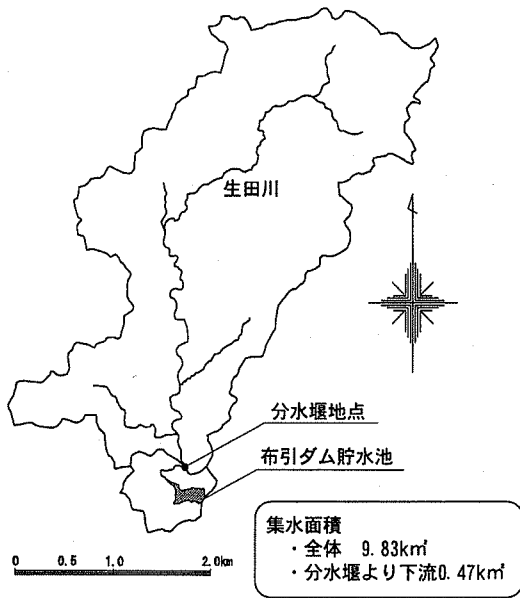 生田川
分水堰地点
布引ダム貯水池
集水面積
・全体 9.83k㎡
・分水堰より下流0.47k㎡
0 0.5 1.0 2.0km